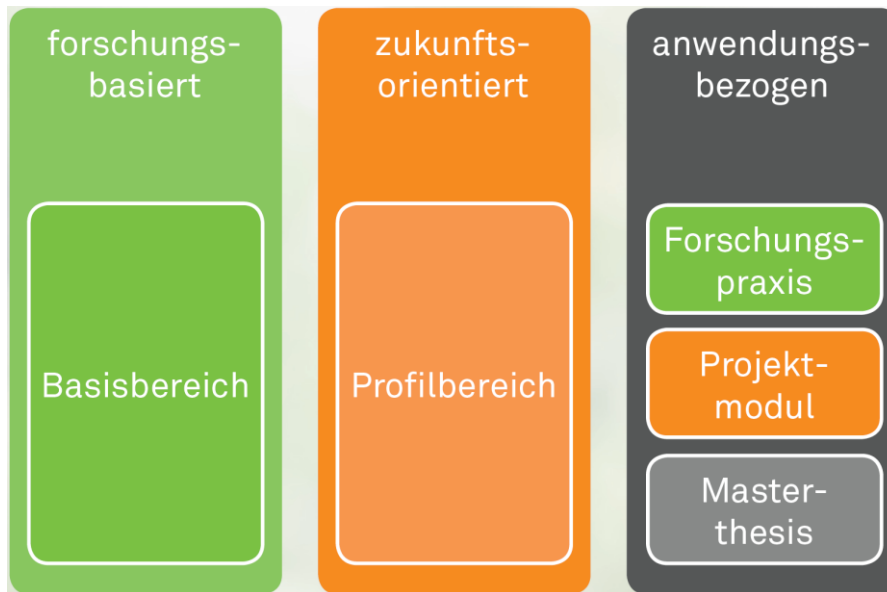 forschungs-
basiert
Basisbereich
zukunfts-
orientiert
Profilbereich
anwendungs-
bezogen
Forschungs-
praxis
Projekt-
modul
Master-
thesis